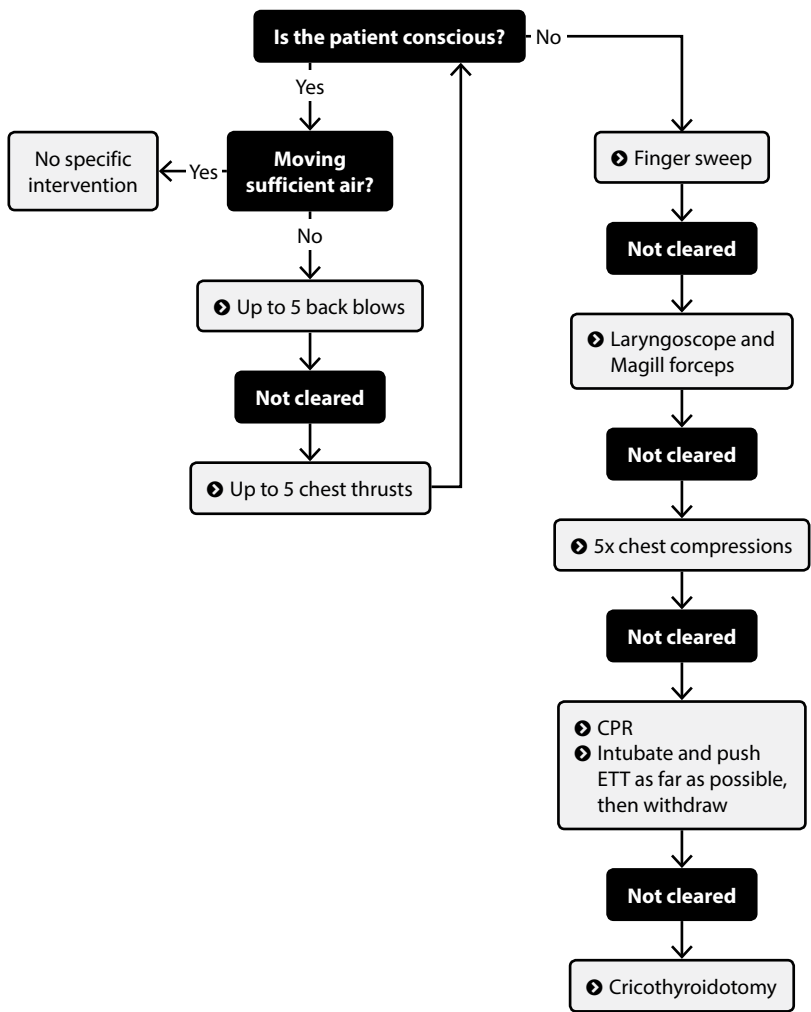 Is the patient conscious?
No
Yes
Moving
sufficient air?
Yes
No specific
intervention
No
Up to 5 back blows
Not cleared
Up to 5 chest thrusts
Finger sweep
Not cleared
Laryngoscope and
Magill forceps
Not cleared
5x chest compressions
Not cleared
CPR
Intubate and push
ETT as far as possible,
then withdraw
Not cleared
Cricothyroidotomy